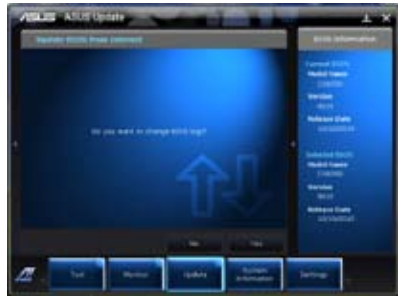 ASUS ASUS Update
Update BIOS from Internet
Do you want to change BIOS logo?
No
Yes
BIOS Information
Current BIOS
Model Name
Version
Release Date
Selected BIOS
Model Name
Version
Release Date
Tool
Monitor
Update
System Information
Settings